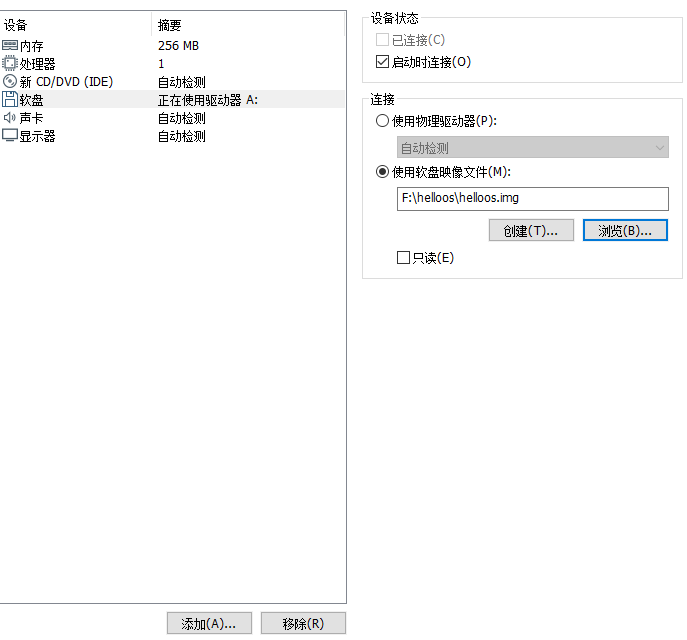 设备 摘要
内存 256 MB
处理器 1
新 CD/DVD (IDE) 自动检测
软盘 正在使用驱动器 A:
声卡 自动检测
显示器 自动检测
添加(A)... 移除(R)
设备状态
已连接(C)
启动时连接(O)
连接
使用物理驱动器(P):
自动检测
使用软盘映像文件(M):
F:\helloos\helloos.img
创建(T)... 浏览(B)...
只读(E)